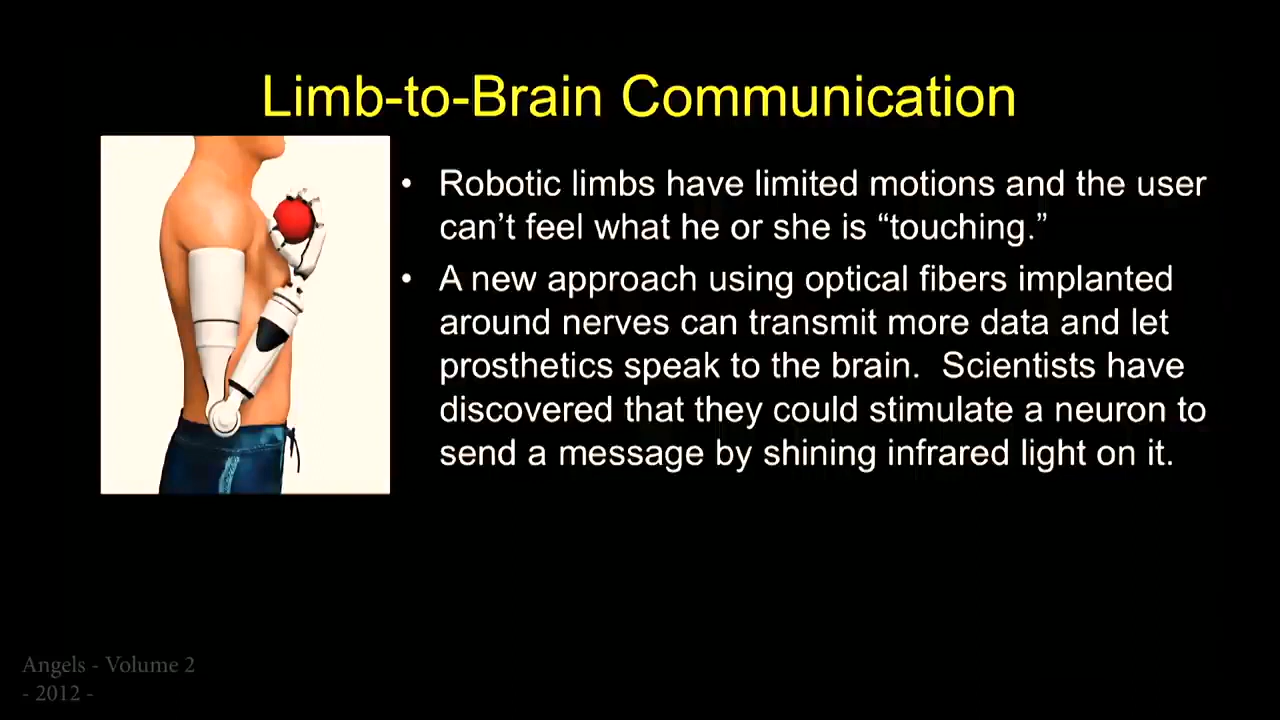 Limb-to-Brain Communication
• Robotic limbs have limited motions and the user
can’t feel what he or she is “touching.”
• A new approach using optical fibers implanted
around nerves can transmit more data and let
prosthetics speak to the brain.  Scientists have
discovered that they could stimulate a neuron to
send a message by shining infrared light on it.
Angels - Volume 2
- 2012 -